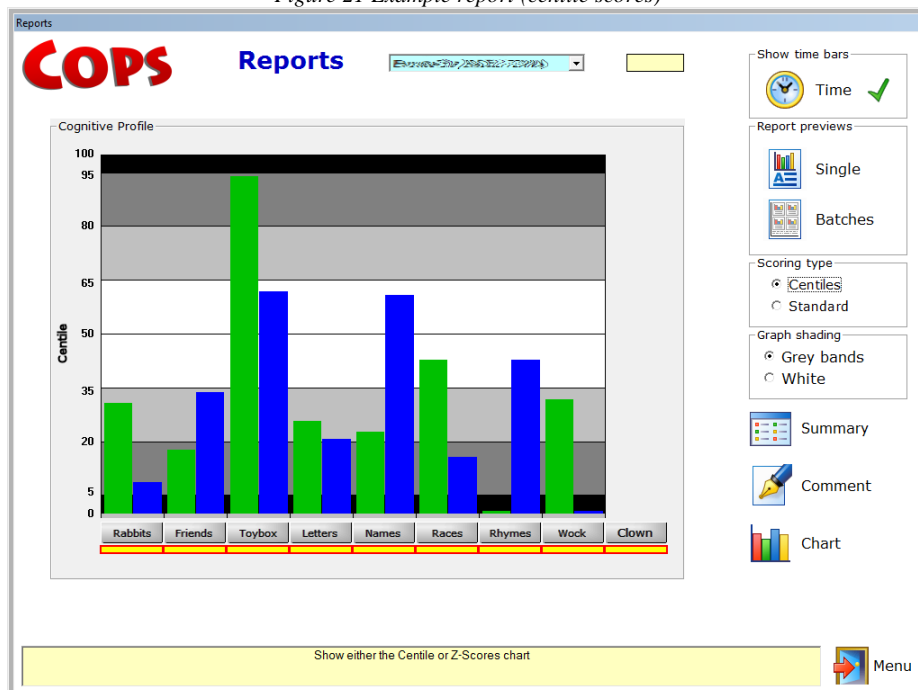 Figure 21 Example report (centile scores)
Reports
COPS
Reports
Show time bars
Time
Report previews
Single
Batches
Scoring type
Centiles
Standard
Graph shading
Grey bands
White
Summary
Comment
Chart
Cognitive Profile
100
95
80
65
50
35
20
5
0
Centile
Rabbits Friends Toybox Letters Names Races Rhymes Wock Clown
Show either the Centile or Z-Scores chart
Menu